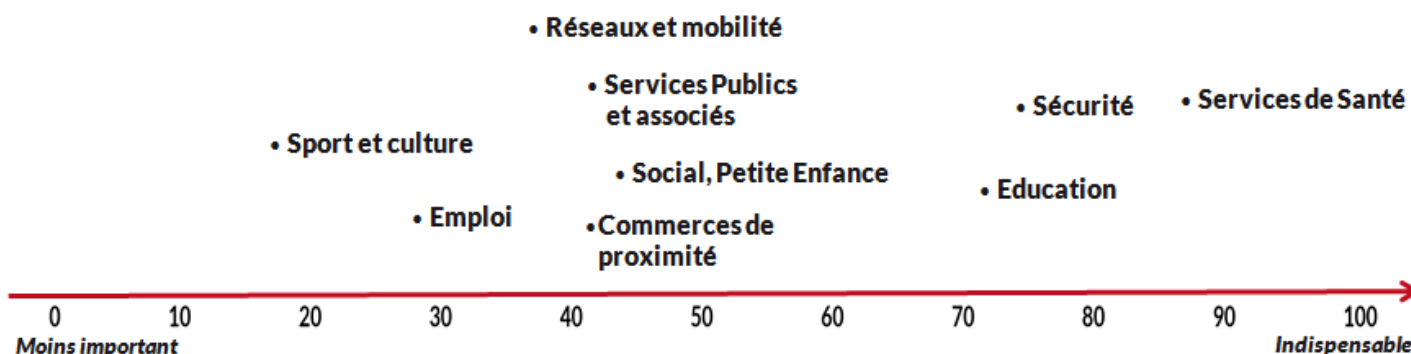 • Réseaux et mobilité
• Services Publics
et associés
• Sécurité
• Services de Santé
• Sport et culture
• Social, Petite Enfance
• Education
• Emploi
• Commerces de
proximité
0 10 20 30 40 50 60 70 80 90 100
Moins important Indispensable